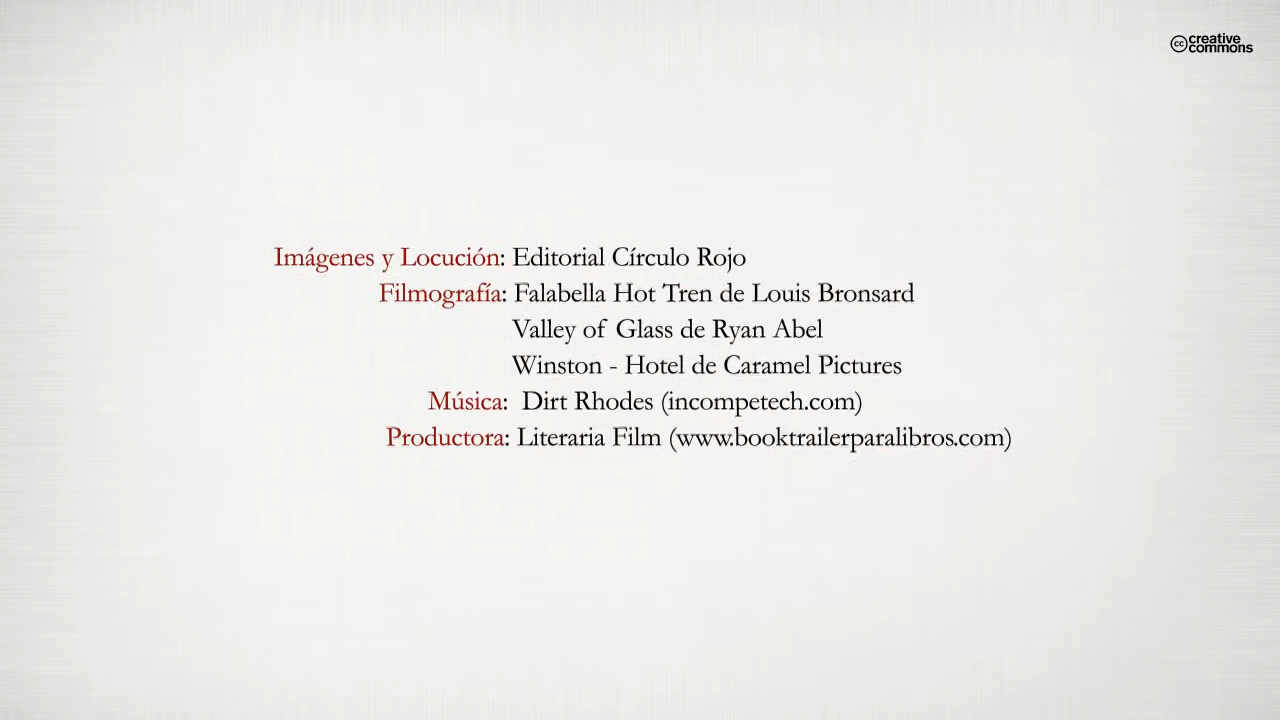 cc creative
commons
Imágenes y Locución: Editorial Círculo Rojo
Filmografía: Falabella Hot Tren de Louis Bronsard
Valley of Glass de Ryan Abel
Winston - Hotel de Caramel Pictures
Música: Dirt Rhodes (incompetech.com)
Productora: Literaria Film (www.booktrailerparalibros.com)